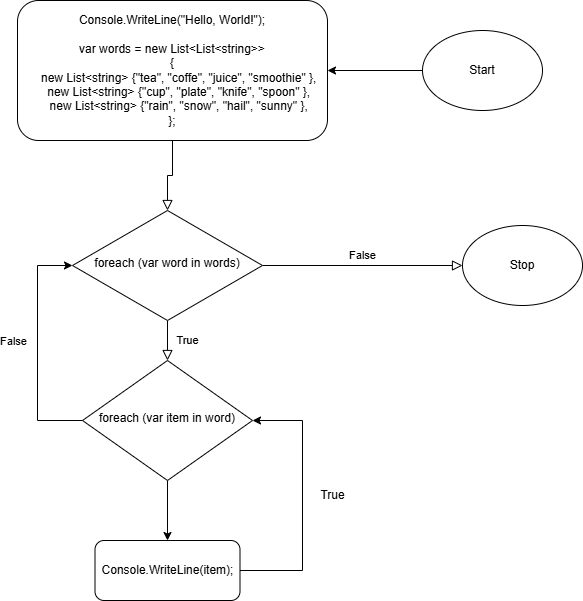 Console.WriteLine("Hello, World!");
var words = new List<List<string>>
{
new List<string> {"tea", "coffe", "juice", "smoothie" },
new List<string> {"cup", "plate", "knife", "spoon" },
new List<string> {"rain", "snow", "hail", "sunny" },
};
Start
foreach (var word in words)
False
Stop
False
True
foreach (var item in word)
True
Console.WriteLine(item);